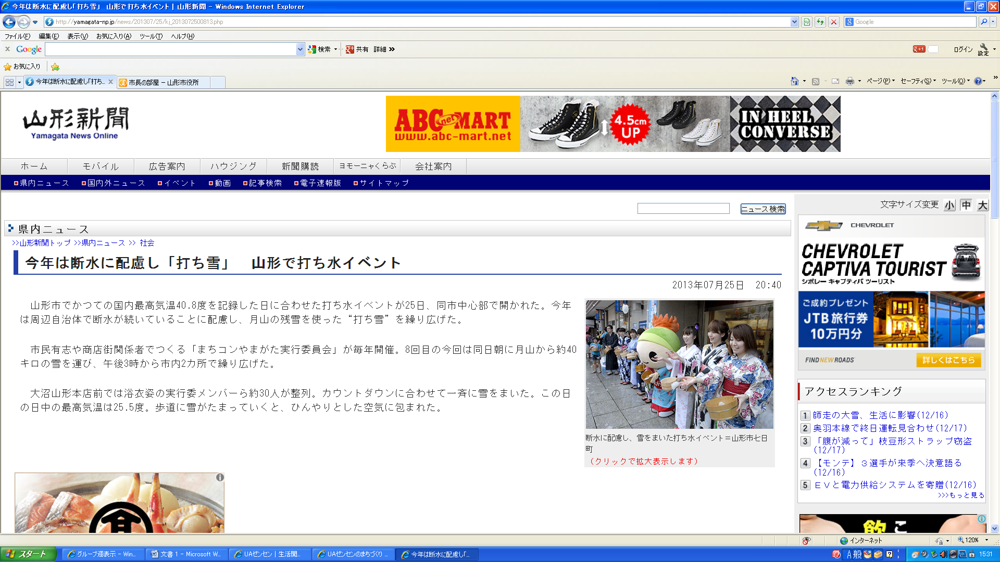 今年は断水に配慮し「打ち雪」　山形で打ち水イベント | 山形新聞 - Windows Internet Explorer
http://yamagata-np.jp/news/201307/25/kj_2013072500813.php
Google
ファイル(F) 編集(E) 表示(V) お気に入り(A) ツール(T) ヘルプ(H)
x Google 検索 共有 詳細 »
g+1 ログイン 設定
お気に入り
今年は断水に配慮し「打ち... 市長の部屋 - 山形市役所
ページ(P) セーフティ(S) ツール(O) »
山形新聞
Yamagata News Online
ABC net MART
www.abc-mart.net
4.5cm
UP
IN HEEL
CONVERSE
ホーム モバイル 広告案内 ハウジング 新聞購読 ヨモーニャくらぶ 会社案内
県内ニュース 国内外ニュース イベント 動画 記事検索 電子速報版 サイトマップ
ニュース検索
文字サイズ変更 小 中 大
県内ニュース
>>山形新聞トップ >>県内ニュース >> 社会
今年は断水に配慮し「打ち雪」　山形で打ち水イベント
2013年07月25日　20:40
　山形市でかつての国内最高気温40.8度を記録した日に合わせた打ち水イベントが25日、同市中心部で開かれた。今年
は周辺自治体で断水が続いていることに配慮し、月山の残雪を使った“打ち雪”を繰り広げた。
　市民有志や商店街関係者でつくる「まちコンやまがた実行委員会」が毎年開催。8回目の今回は同日朝に月山から約40
キロの雪を運び、午後3時から市内2カ所で繰り広げた。
　大沼山形本店前では浴衣姿の実行委メンバーら約30人が整列。カウントダウンに合わせて一斉に雪をまいた。この日
の日中の最高気温は25.5度。歩道に雪がたまっていくと、ひんやりとした空気に包まれた。
断水に配慮し、雪をまいた打ち水イベント＝山形市七日
町
（クリックで拡大表示します）
CHEVROLET
CHEVROLET
CAPTIVA TOURIST
シボレー キャプティバ ツーリスト
ご成約プレゼント
JTB 旅行券
10万円分
FIND NEW ROADS
詳しくはこちら
アクセスランキング
1 師走の大雪、生活に影響(12/16)
2 奥羽本線で終日運転見合わせ(12/17)
3 「腹が減って」枝豆形ストラップ窃盗
(12/17)
4 【モンテ】３選手が来季へ決意語る
(12/16)
5 ＥＶと電力供給システムを寄贈(12/16)
>>>もっと見る
飲 こ
インターネット 120%
スタート グループ週表示 - Win... 文書 1 - Microsoft W... UAゼンセン | 生活関... UAゼンセンのまちづくり ... 今年は断水に配慮し「...
A 般 15:31